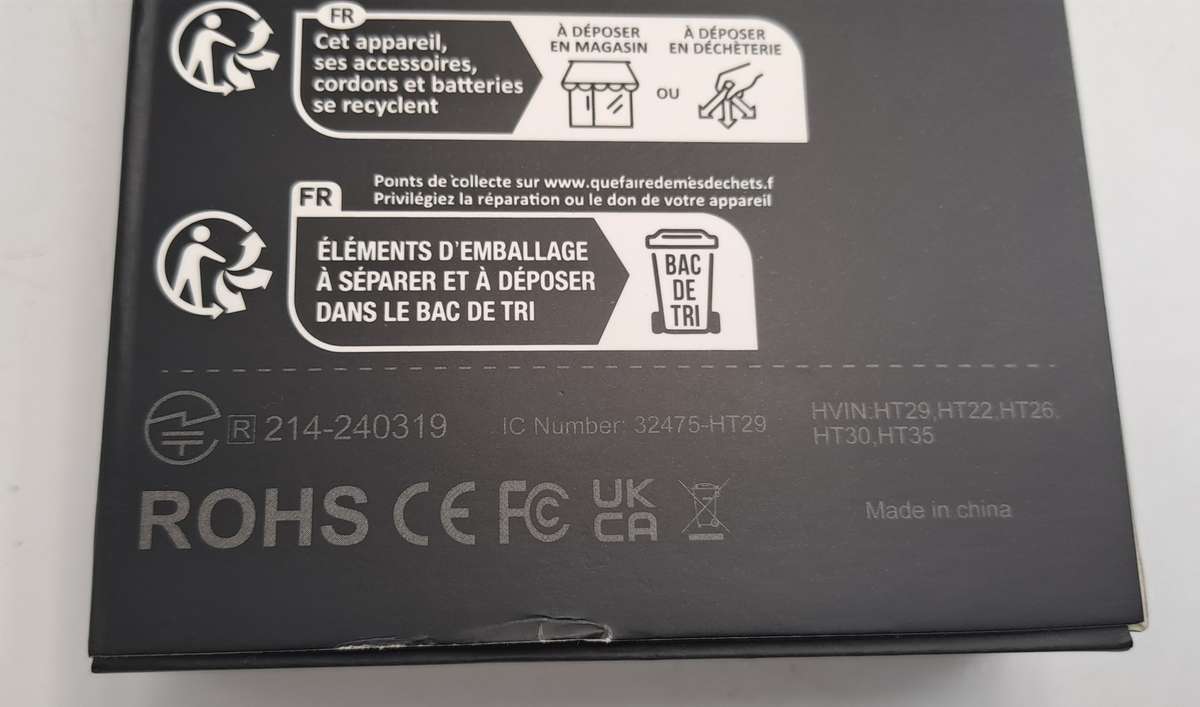 FR
Cet appareil,
ses accessoires,
cordons et batteries
se recyclent
À DÉPOSER
EN MAGASIN
OU
À DÉPOSER
EN DÉCHÈTERIE
Points de collecte sur www.quefairedemesdechets.f
Privilégiez la réparation ou le don de votre appareil
FR
ÉLÉMENTS D'EMBALLAGE
À SÉPARER ET À DÉPOSER
DANS LE BAC DE TRI
BAC
DE
TRI
R 214-240319
IC Number: 32475-HT29
HVIN:HT29,HT22,HT26,
HT30,HT35
ROHS CE FC UK
CA
Made in china